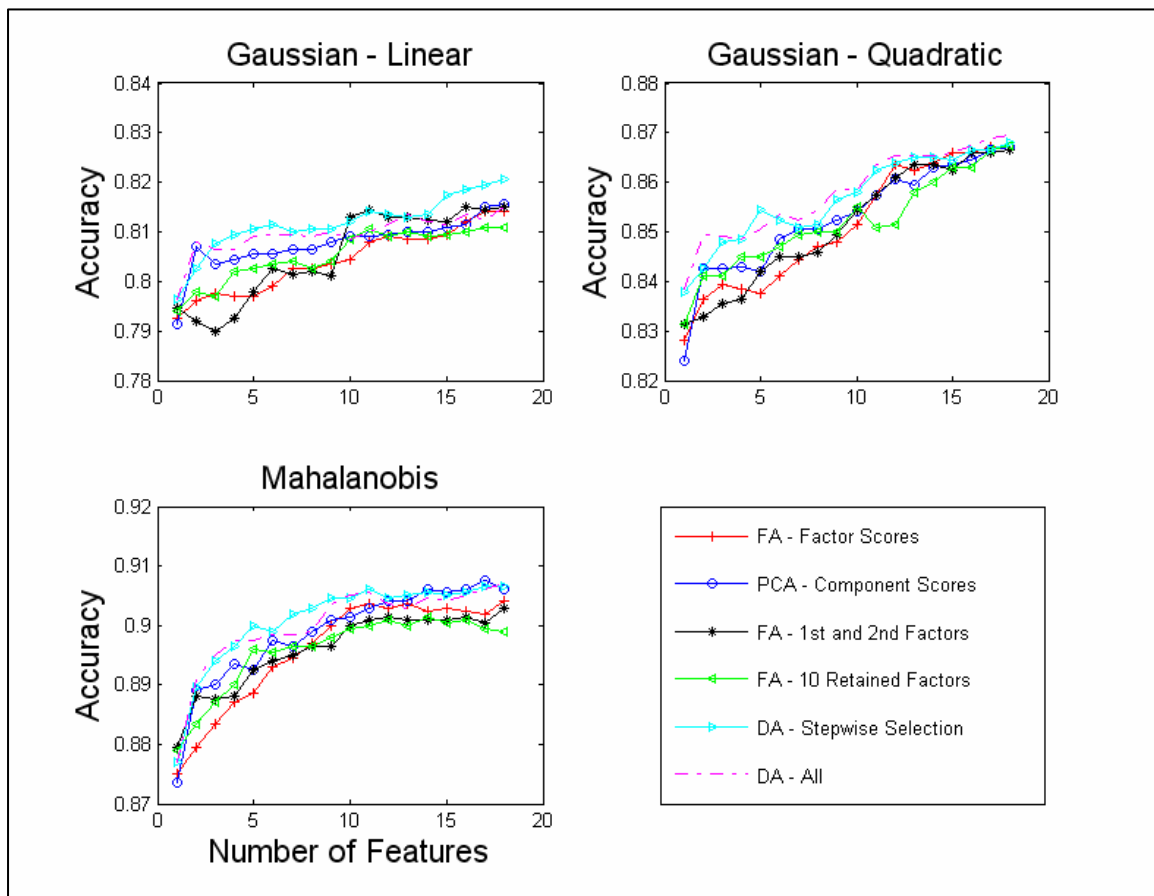 Gaussian - Linear
Accuracy
0.84
0.83
0.82
0.81
0.8
0.79
0.78
0
5
10
15
20
Gaussian - Quadratic
Accuracy
0.88
0.87
0.86
0.85
0.84
0.83
0.82
0
5
10
15
20
Mahalanobis
Accuracy
0.92
0.91
0.9
0.89
0.88
0.87
0
5
10
15
20
Number of Features
FA - Factor Scores
PCA - Component Scores
FA - 1st and 2nd Factors
FA - 10 Retained Factors
DA - Stepwise Selection
DA - All